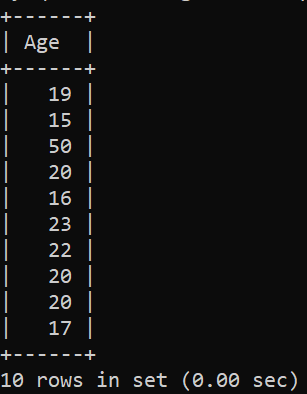 +------+
| Age  |
+------+
|   19 |
|   15 |
|   50 |
|   20 |
|   16 |
|   23 |
|   22 |
|   20 |
|   20 |
|   17 |
+------+
10 rows in set (0.00 sec)